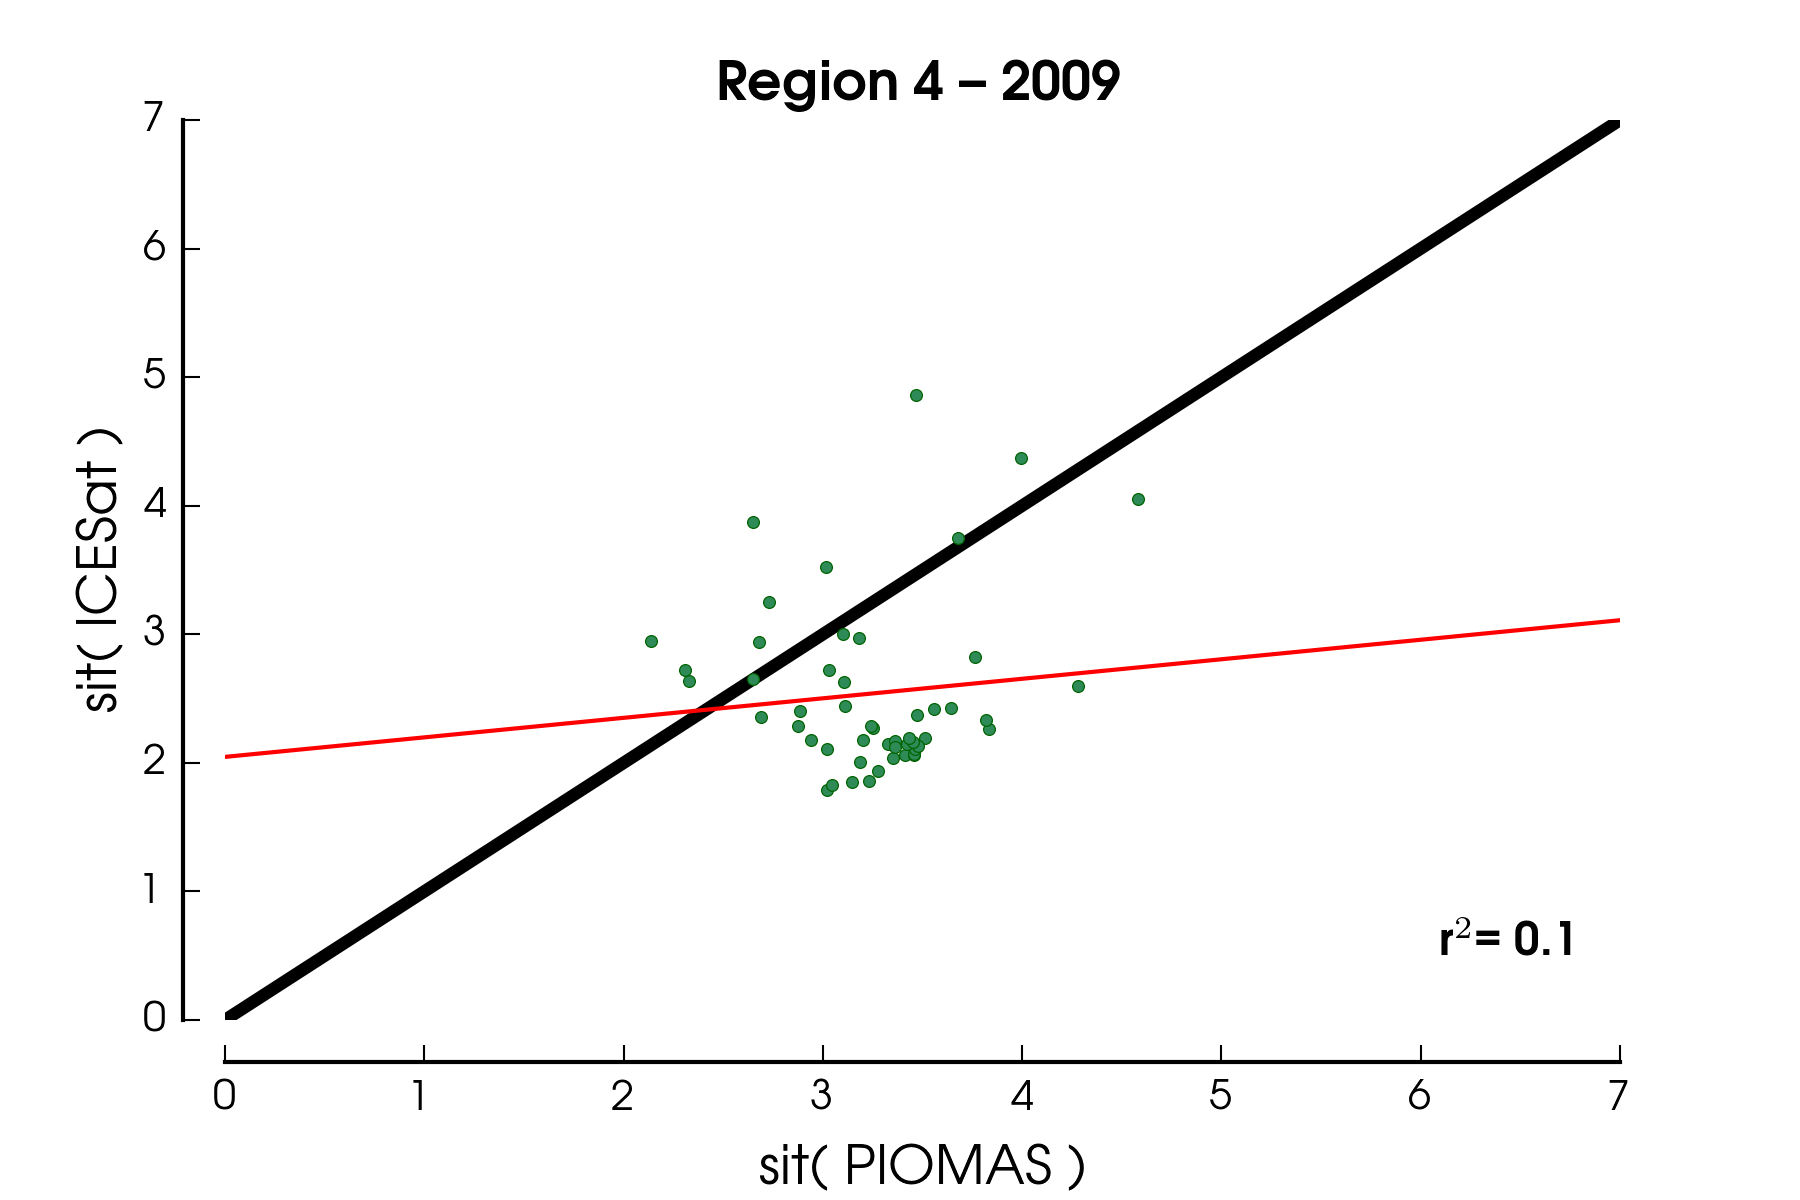 Region 4 – 2009
7
6
5
4
3
2
1
0
sit( ICESat )
r²= 0.1
0 1 2 3 4 5 6 7
sit( PIOMAS )